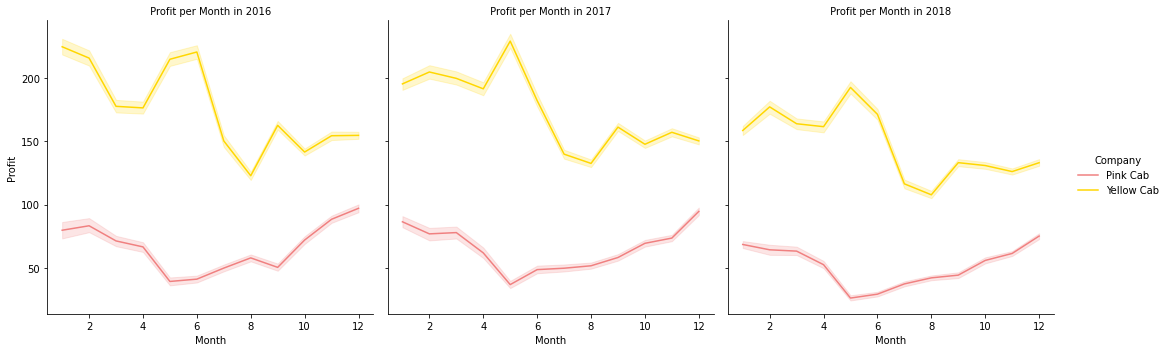 Profit per Month in 2016
Profit per Month in 2017
Profit per Month in 2018
200
150
100
50
Profit
2 4 6 8 10 12
Month
2 4 6 8 10 12
Month
2 4 6 8 10 12
Month
Company
Pink Cab
Yellow Cab